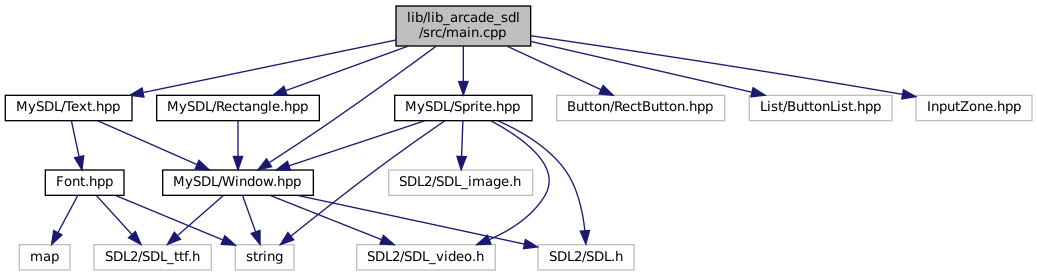 lib/lib_arcade_sdl
/src/main.cpp
MySDL/Text.hpp
MySDL/Rectangle.hpp
MySDL/Sprite.hpp
Button/RectButton.hpp
List/ButtonList.hpp
InputZone.hpp
Font.hpp
MySDL/Window.hpp
SDL2/SDL_image.h
map
SDL2/SDL_ttf.h
string
SDL2/SDL_video.h
SDL2/SDL.h